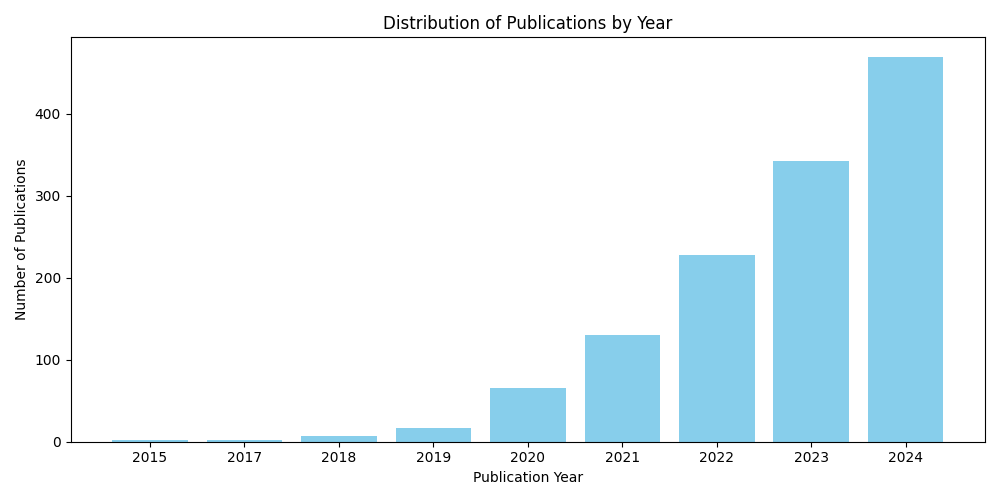 Distribution of Publications by Year
Number of Publications
400
300
200
100
0
2015 2017 2018 2019 2020 2021 2022 2023 2024
Publication Year